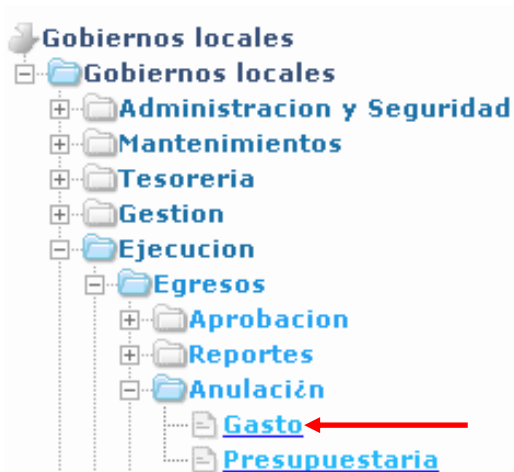 Gobiernos locales
Gobiernos locales
Administracion y Seguridad
Mantenimientos
Tesoreria
Gestion
Ejecucion
Egresos
Aprobacion
Reportes
Anulaci¿n
Gasto
Presupuestaria